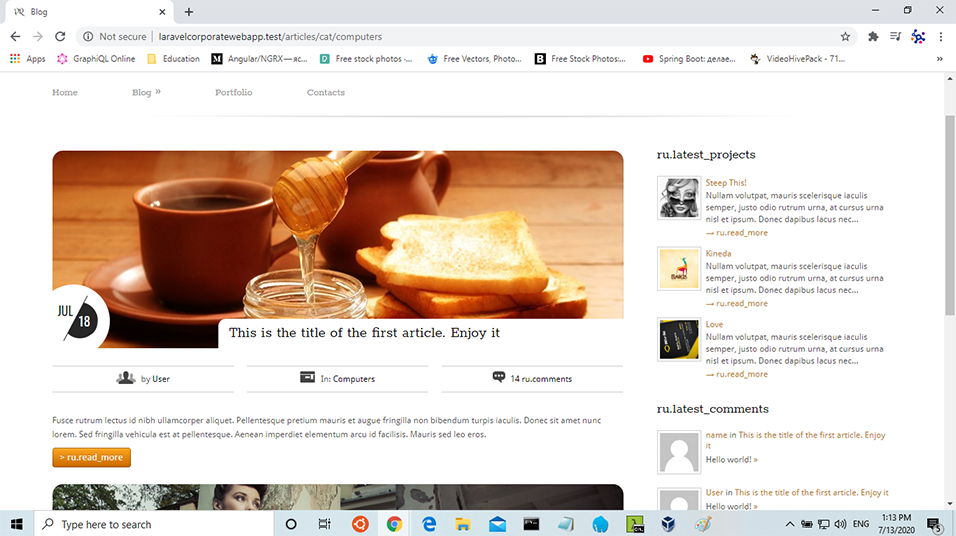 Blog
Not secure | laravelcorporatewebapp.test/articles/cat/computers
Apps GraphiQL Online Education Angular/NGRX — яс... Free stock photos -... Free Vectors, Photo... Free Stock Photos:... Spring Boot: делае... VideoHivePack - 71...
Home Blog » Portfolio Contacts
JUL
18
This is the title of the first article. Enjoy it
by User
In: Computers
14 ru.comments
Fusce rutrum lectus id nibh ullamcorper aliquet. Pellentesque pretium mauris et augue fringilla non bibendum turpis iaculis. Donec sit amet nunc
lorem. Sed fringilla vehicula est at pellentesque. Aenean imperdiet elementum arcu id facilisis. Mauris sed leo eros.
> ru.read_more
ru.latest_projects
Steep This!
Nullam volutpat, mauris scelerisque iaculis
semper, justo odio rutrum urna, at cursus urna
nisl et ipsum. Donec dapibus lacus nec...
→ ru.read_more
Kineda
Nullam volutpat, mauris scelerisque iaculis
semper, justo odio rutrum urna, at cursus urna
nisl et ipsum. Donec dapibus lacus nec...
→ ru.read_more
Love
Nullam volutpat, mauris scelerisque iaculis
semper, justo odio rutrum urna, at cursus urna
nisl et ipsum. Donec dapibus lacus nec...
→ ru.read_more
ru.latest_comments
name in This is the title of the first article. Enjoy
it
Hello world! »
User in This is the title of the first article. Enjoy it
Hello world! »
Type here to search
ENG
1:13 PM
7/13/2020
5